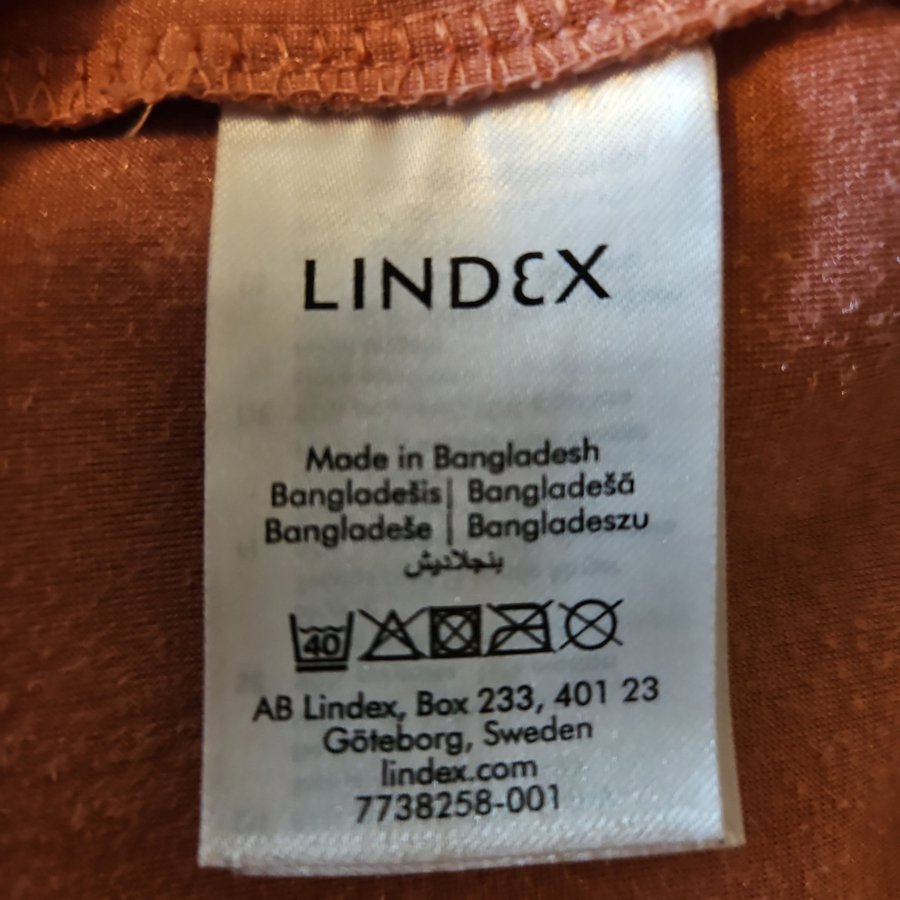 LINDEX
Made in Bangladesh
Bangladešis | Bangladešā
Bangladeše | Bangladeszu
بنجلاديش
40
AB Lindex, Box 233, 401 23
Göteborg, Sweden
lindex.com
7738258-001